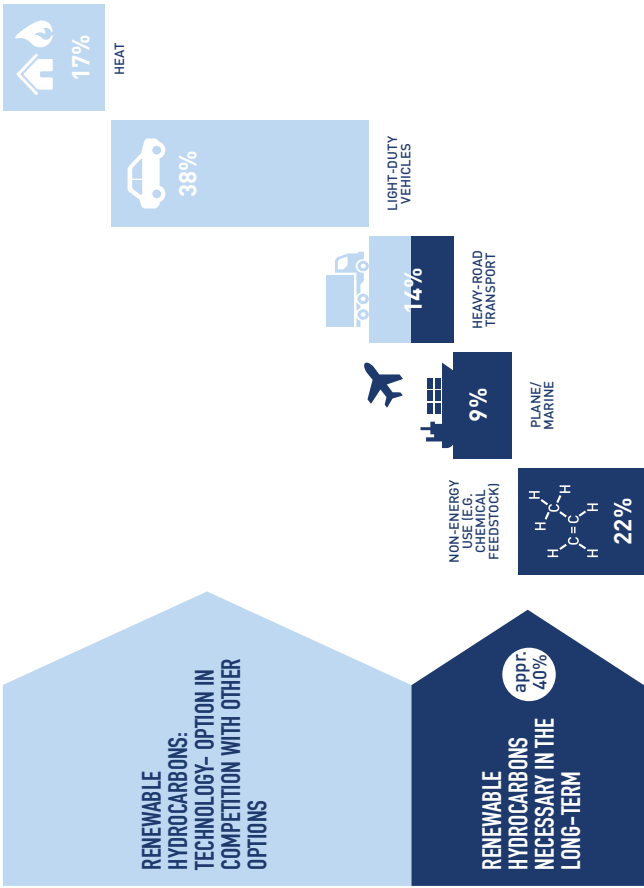 RENEWABLE
HYDROCARBONS:
TECHNOLOGY- OPTION IN
COMPETITION WITH OTHER
OPTIONS
RENEWABLE
HYDROCARBONS
NECESSARY IN THE
LONG-TERM
appr.
40%
NON-ENERGY
USE (E.G.
CHEMICAL
FEEDSTOCK)
H H
H C H
C=C
H H
22%
9%
PLANE/
MARINE
14%
HEAVY-ROAD
TRANSPORT
38%
LIGHT-DUTY
VEHICLES
17%
HEAT